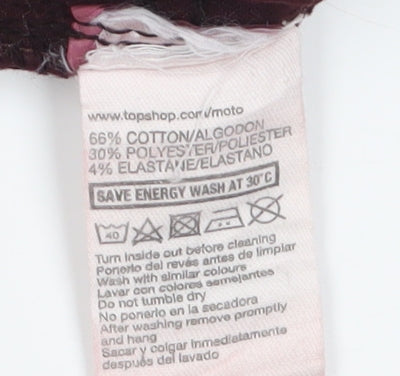 www.topshop.com/moto
66% COTTON/ALGODON
30% POLYESTER/POLIESTER
4% ELASTANE/ELASTANO
SAVE ENERGY WASH AT 30°C
40
Turn inside out before cleaning
Ponerlo del revés antes de limpiar
Wash with similar colours
Lavar con colores semejantes
Do not tumble dry
No ponerlo en la secadora
After washing remove promptly
and hang
Sacar y colgar inmediatamente
después del lavado